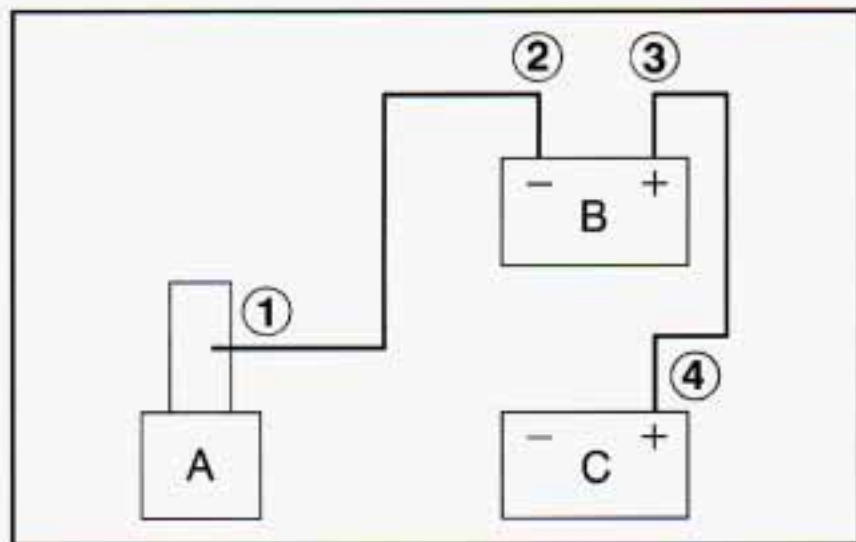 ② ③
− +
B
①
④
− +
A C